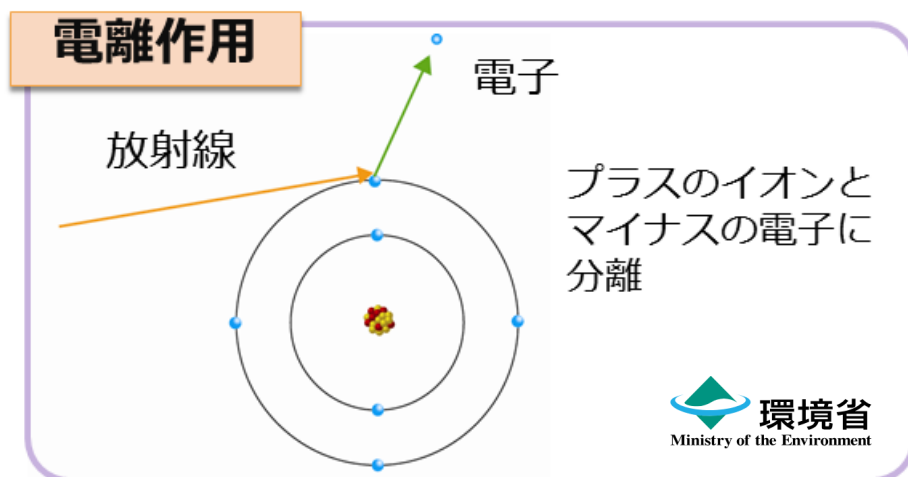 電離作用
電子
放射線
プラスのイオンと
マイナスの電子に
分離
環境省
Ministry of the Environment